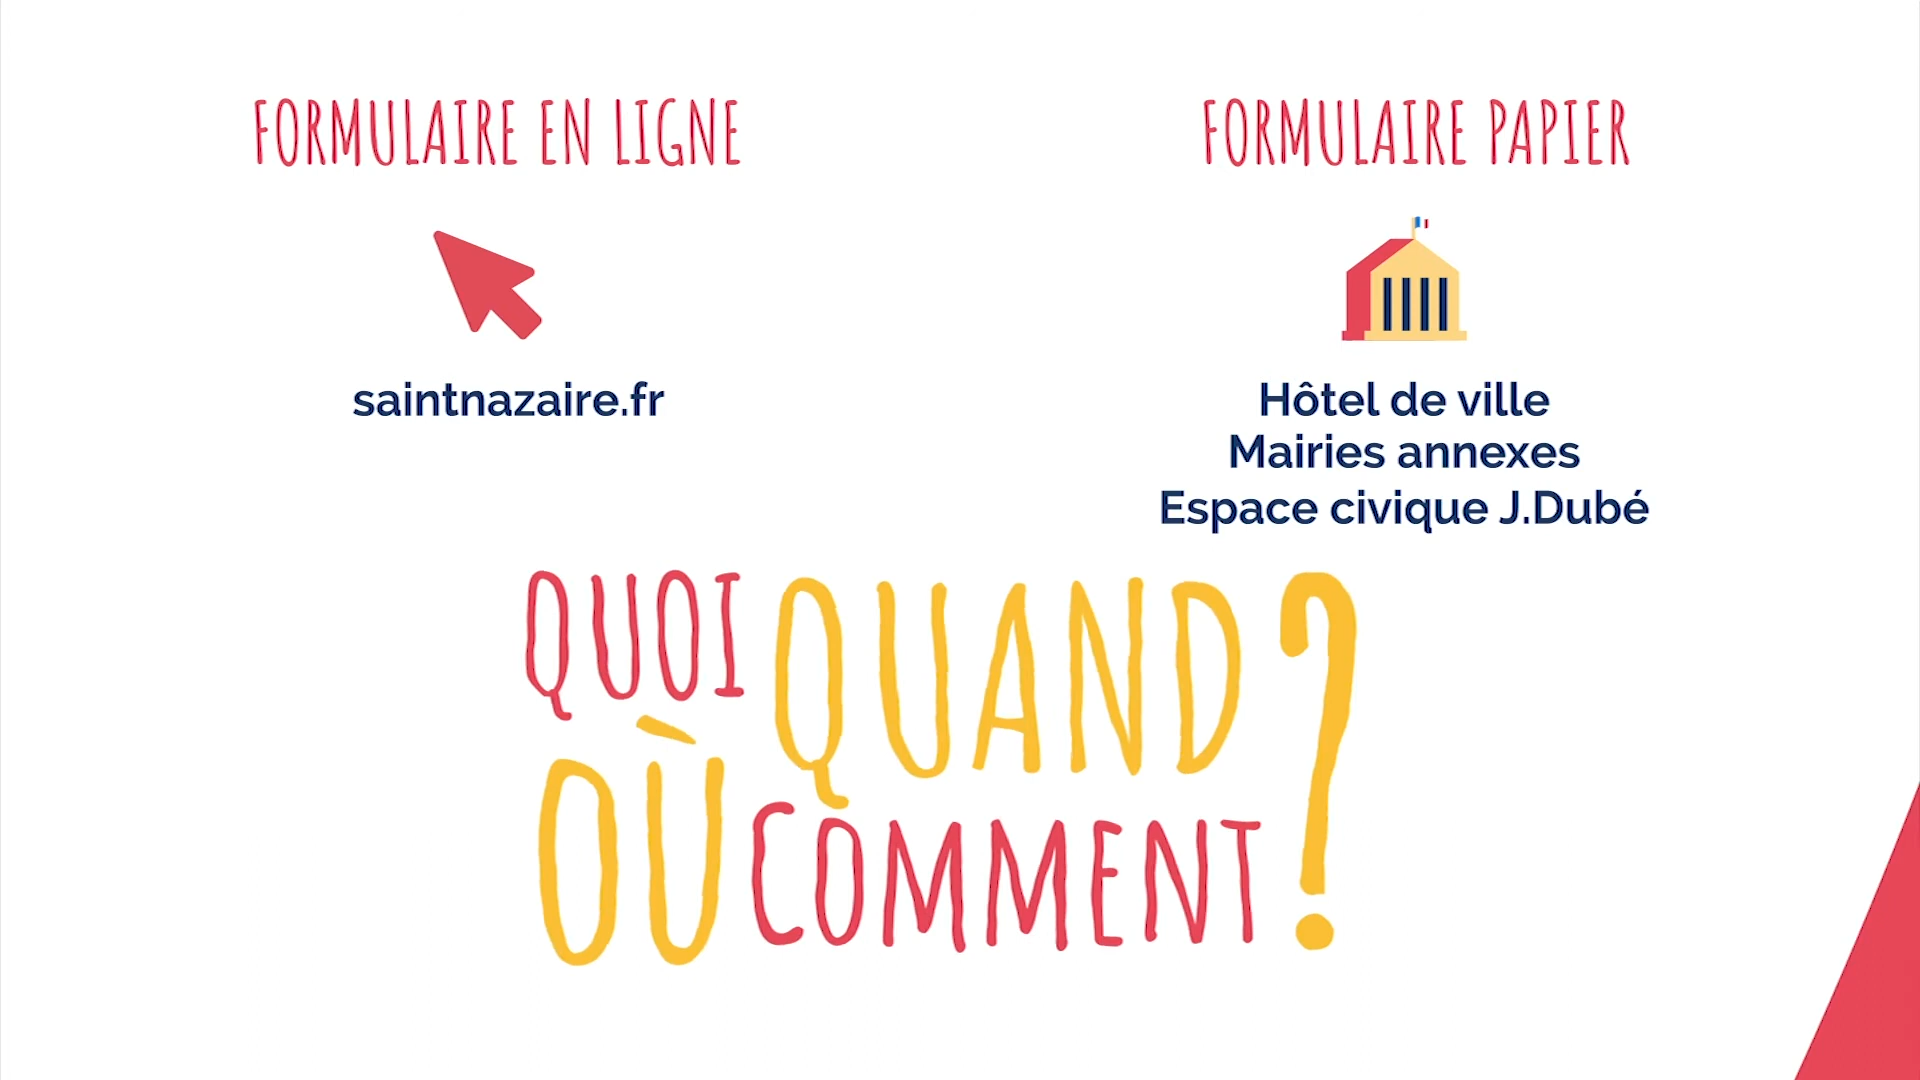 FORMULAIRE EN LIGNE
saintnazaire.fr
FORMULAIRE PAPIER
Hôtel de ville
Mairies annexes
Espace civique J.Dubé
QUOI QUAND ?
OÙ COMMENT